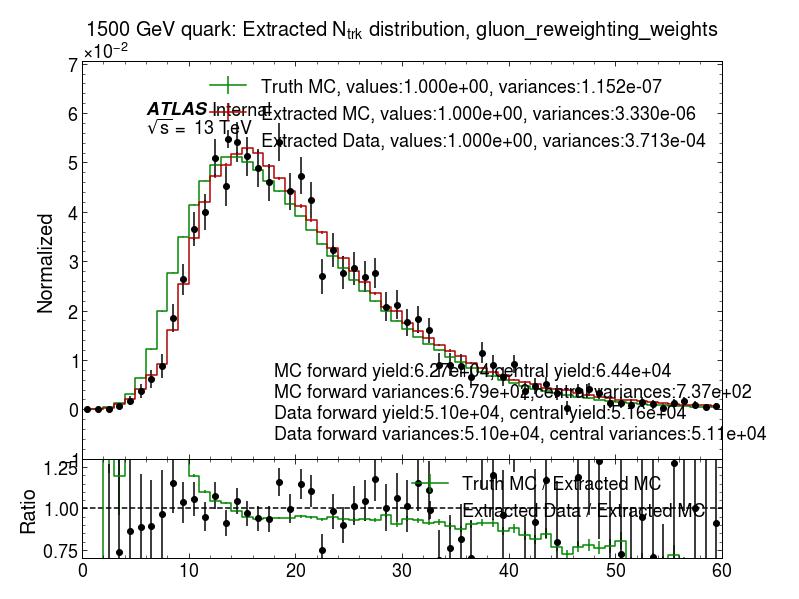 1500 GeV quark: Extracted Ntrk distribution, gluon_reweighting_weights
×10−2
Truth MC, values:1.000e+00, variances:1.152e-07
ATLAS Internal
Extracted MC, values:1.000e+00, variances:3.330e-06
√s = 13 TeV
Extracted Data, values:1.000e+00, variances:3.713e-04
7
6
5
4
3
2
1
0
1
Normalized
MC forward yield:6.27e+04, central yield:6.44e+04
MC forward variances:6.79e+02, central variances:7.37e+02
Data forward yield:5.10e+04, central yield:5.16e+04
Data forward variances:5.10e+04, central variances:5.11e+04
1.25
1.00
0.75
Ratio
Truth MC / Extracted MC
Extracted Data / Extracted MC
0 10 20 30 40 50 60